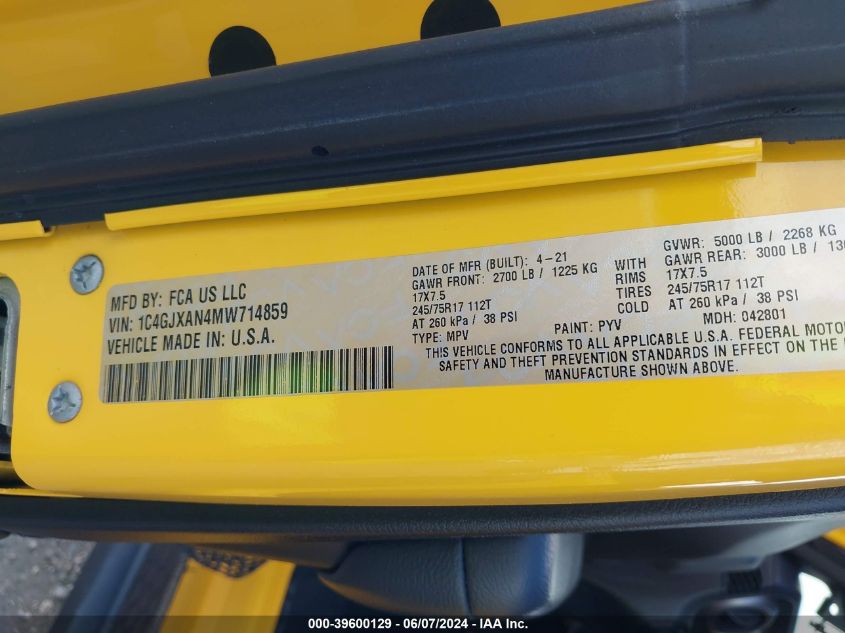 MFD BY: FCA US LLC
VIN: 1C4GJXAN4MW714859
VEHICLE MADE IN: U.S.A.
DATE OF MFR (BUILT): 4-21
GAWR FRONT: 2700 LB / 1225 KG
17X7.5
245/75R17 112T
AT 260 kPa / 38 PSI
TYPE: MPV
WITH
RIMS
TIRES
COLD
GVWR: 5000 LB / 2268 KG
GAWR REAR: 3000 LB /
17X7.5
245/75R17 112T
AT 260 kPa / 38 PSI
PAINT: PYV
MDH: 042801
THIS VEHICLE CONFORMS TO ALL APPLICABLE U.S.A. FEDERAL MOTOR
SAFETY AND THEFT PREVENTION STANDARDS IN EFFECT ON THE
MANUFACTURE SHOWN ABOVE.
000-39600129 - 06/07/2024 - IAA Inc.